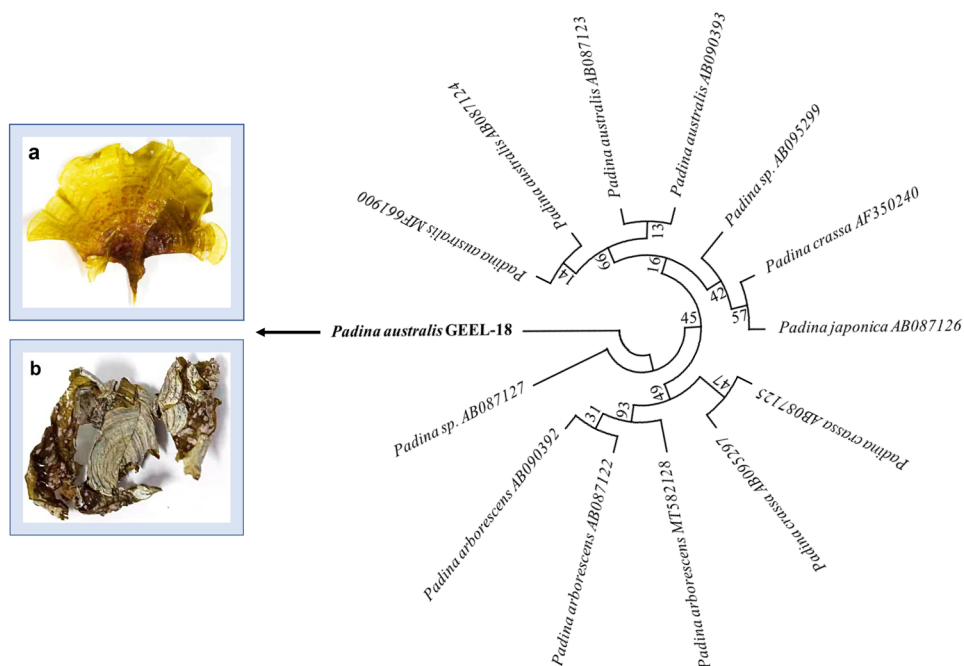 a
b
Padina australis MF661900
Padina australis AB087124
Padina australis AB087123
Padina australis AB090393
Padina sp. AB095299
Padina crassa AF350240
Padina japonica AB087126
Padina crassa AB087125
Padina crassa AB095297
Padina arborescens MT582128
Padina arborescens AB087122
Padina arborescens AB090392
Padina sp. AB087127
Padina australis GEEL-18
14
66
13
16
42
57
45
47
49
93
31